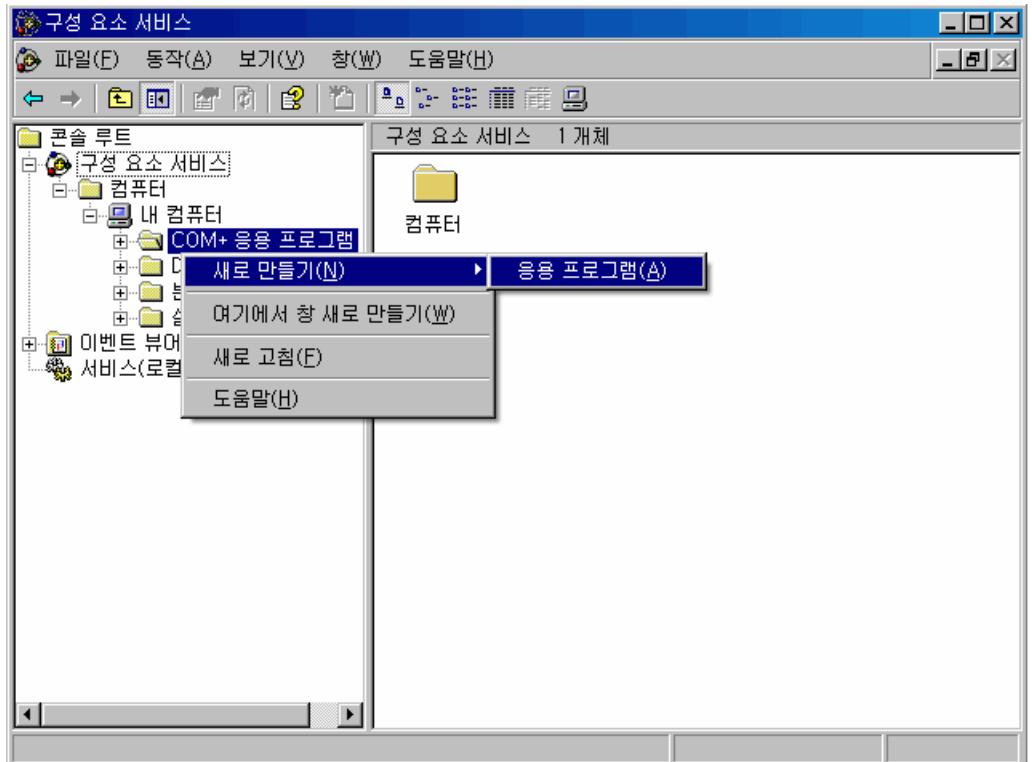 구성 요소 서비스
파일(F) 동작(A) 보기(V) 창(W) 도움말(H)
콘솔 루트
구성 요소 서비스
컴퓨터
내 컴퓨터
COM+ 응용 프로그램
이벤트 뷰어
서비스(로컬
구성 요소 서비스 1 개체
컴퓨터
새로 만들기(N)
여기에서 창 새로 만들기(W)
새로 고침(F)
도움말(H)
응용 프로그램(A)